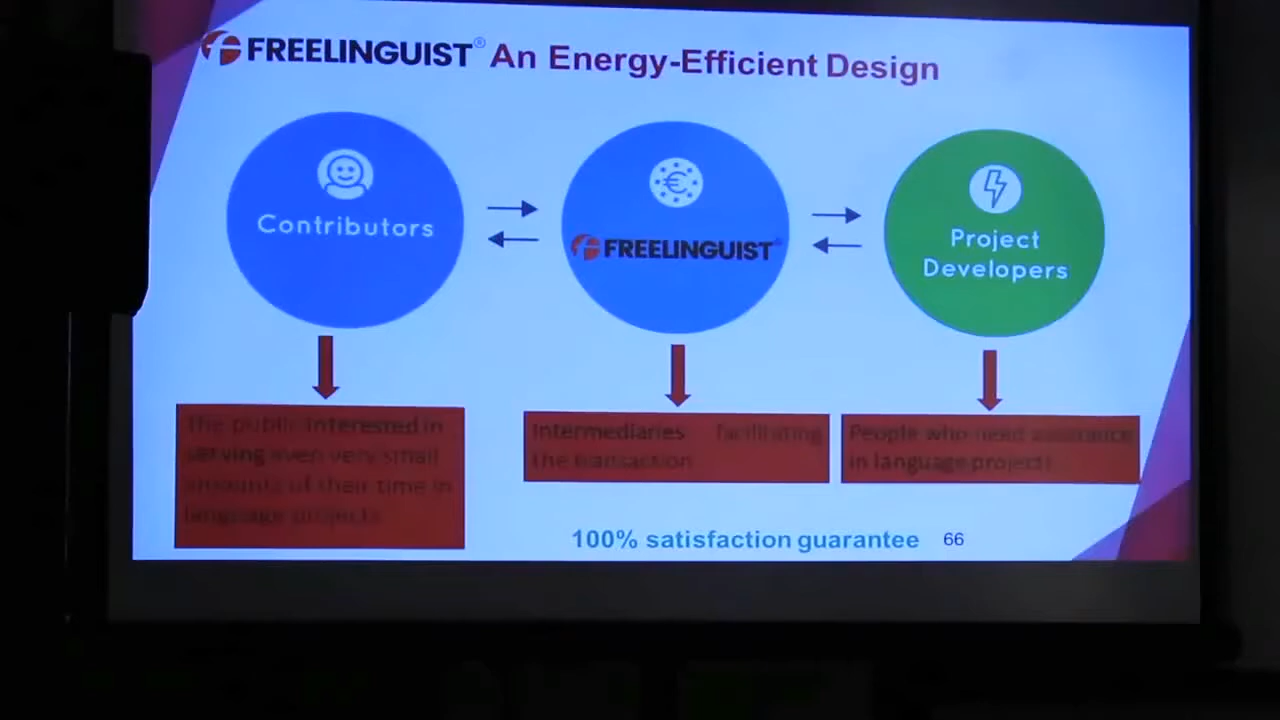 FREELINGUIST® An Energy-Efficient Design
Contributors
FREELINGUIST®
Project
Developers
The public interested in
serving even very small
amounts of their time in
language projects
Intermediaries facilitating
the transaction
People who need assistance
in language projects
100% satisfaction guarantee 66